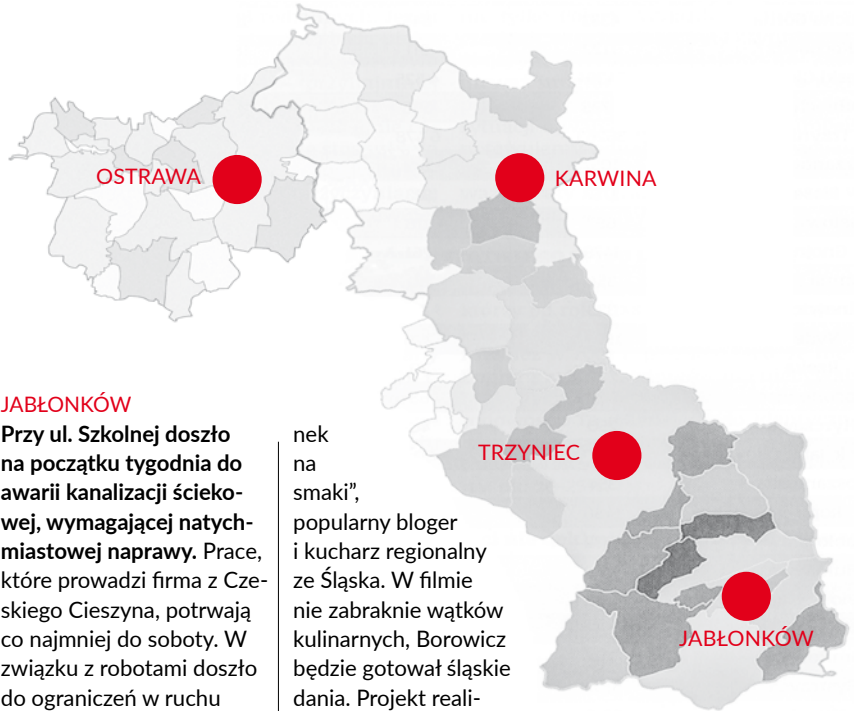 OSTRAWA
KARWINA
TRZYNIEC
JABŁONKÓW
JABŁONKÓW
Przy ul. Szkolnej doszło
na początku tygodnia do
awarii kanalizacji ścieko-
wej, wymagającej natych-
miastowej naprawy. Prace,
które prowadzi firma z Cze-
skiego Cieszyna, potrwają
co najmniej do soboty. W
związku z robotami doszło
do ograniczeń w ruchu
nek
na
smaki”,
popularny bloger
i kucharz regionalny
ze Śląska. W filmie
nie zabraknie wątków
kulinarnych, Borowicz
będzie gotował śląskie
dania. Projekt reali-